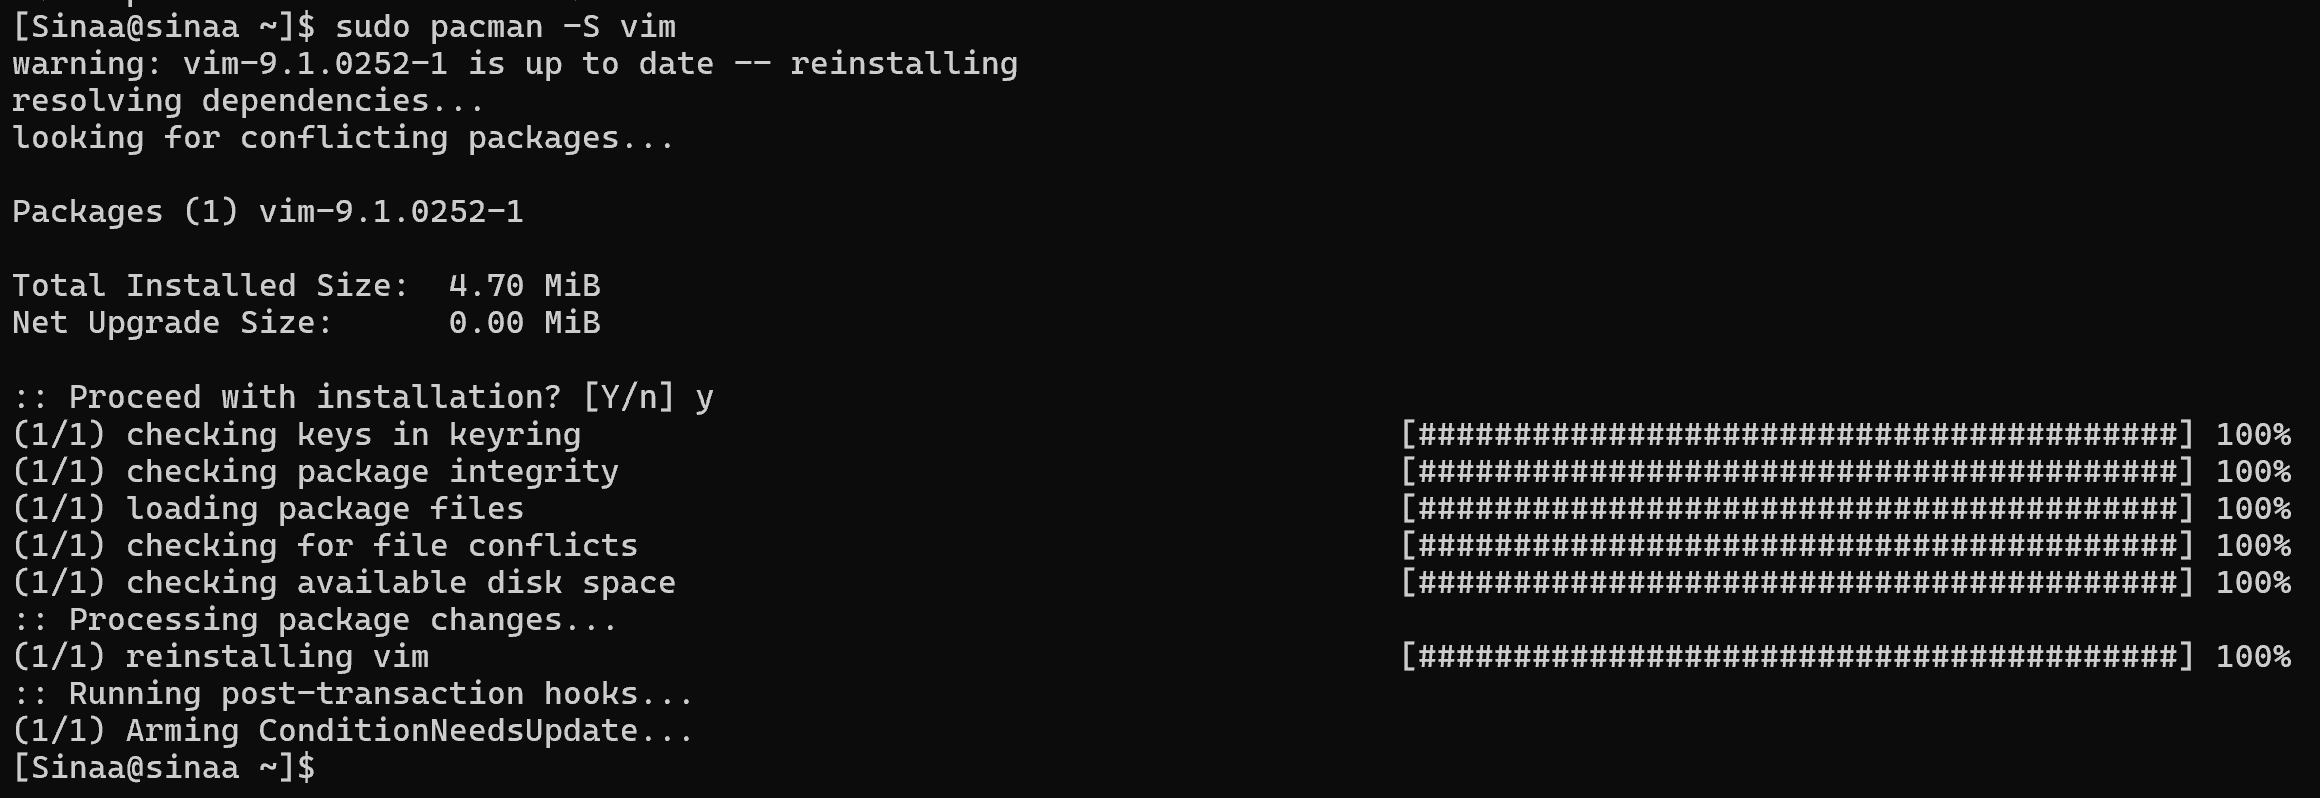 [Sinaa@sinaa ~]$ sudo pacman -S vim
warning: vim-9.1.0252-1 is up to date -- reinstalling
resolving dependencies...
looking for conflicting packages...
Packages (1) vim-9.1.0252-1
Total Installed Size:  4.70 MiB
Net Upgrade Size:      0.00 MiB
:: Proceed with installation? [Y/n] y
(1/1) checking keys in keyring [########################################] 100%
(1/1) checking package integrity [########################################] 100%
(1/1) loading package files [########################################] 100%
(1/1) checking for file conflicts [########################################] 100%
(1/1) checking available disk space [########################################] 100%
:: Processing package changes...
(1/1) reinstalling vim [########################################] 100%
:: Running post-transaction hooks...
(1/1) Arming ConditionNeedsUpdate...
[Sinaa@sinaa ~]$